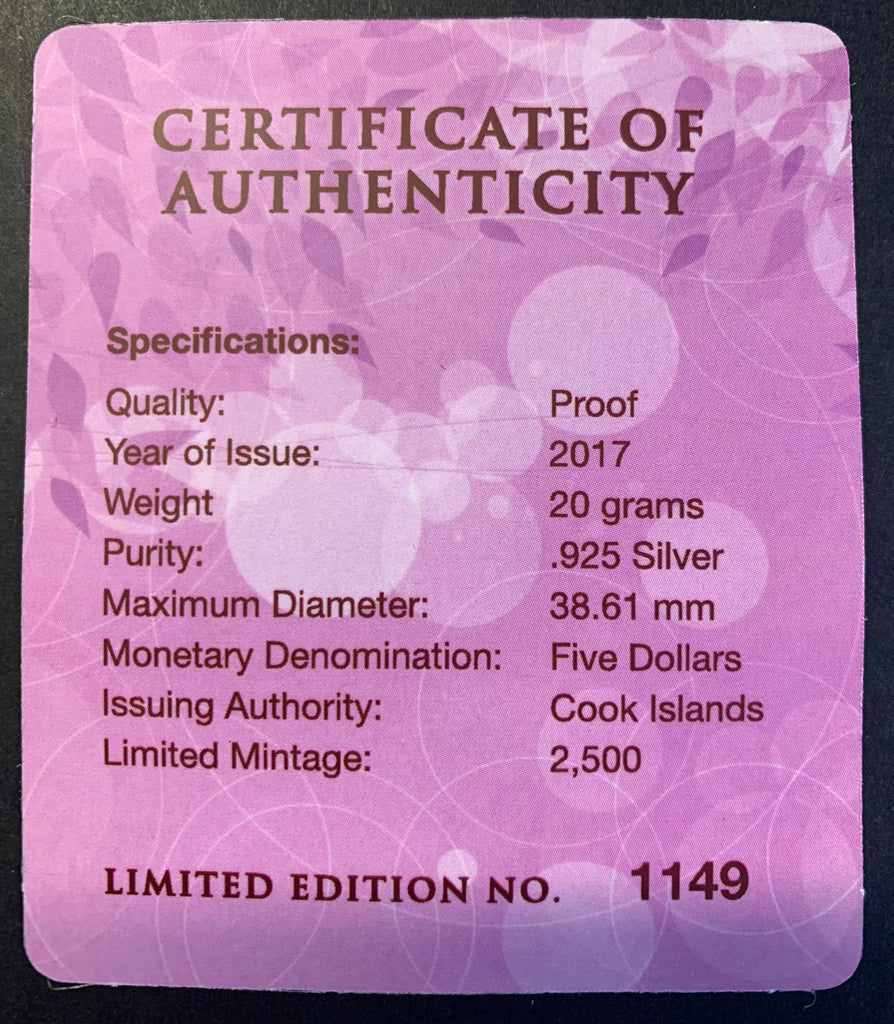 CERTIFICATE OF
AUTHENTICITY
Specifications:
Quality: Proof
Year of Issue: 2017
Weight 20 grams
Purity: .925 Silver
Maximum Diameter: 38.61 mm
Monetary Denomination: Five Dollars
Issuing Authority: Cook Islands
Limited Mintage: 2,500
LIMITED EDITION NO. 1149